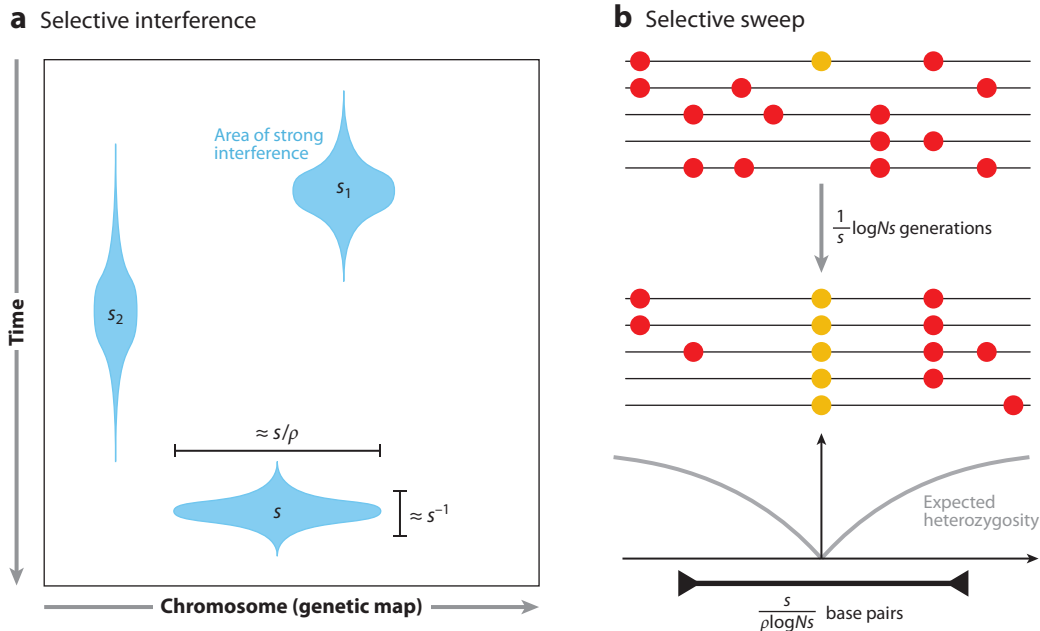 a Selective interference
Time
Area of strong
interference
s₁
s₂
≈ s/ρ
s
≈ s⁻¹
Chromosome (genetic map)
b Selective sweep
1/s logNs generations
Expected
heterozygosity
s/ρlogNs base pairs